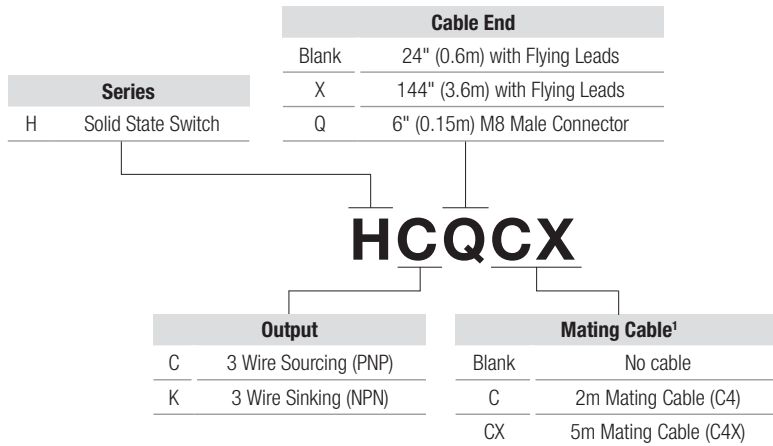 Cable End
Blank 24" (0.6m) with Flying Leads
X 144" (3.6m) with Flying Leads
Q 6" (0.15m) M8 Male Connector
Series
H Solid State Switch
HCQCX
Output
C 3 Wire Sourcing (PNP)
K 3 Wire Sinking (NPN)
Mating Cable¹
Blank No cable
C 2m Mating Cable (C4)
CX 5m Mating Cable (C4X)